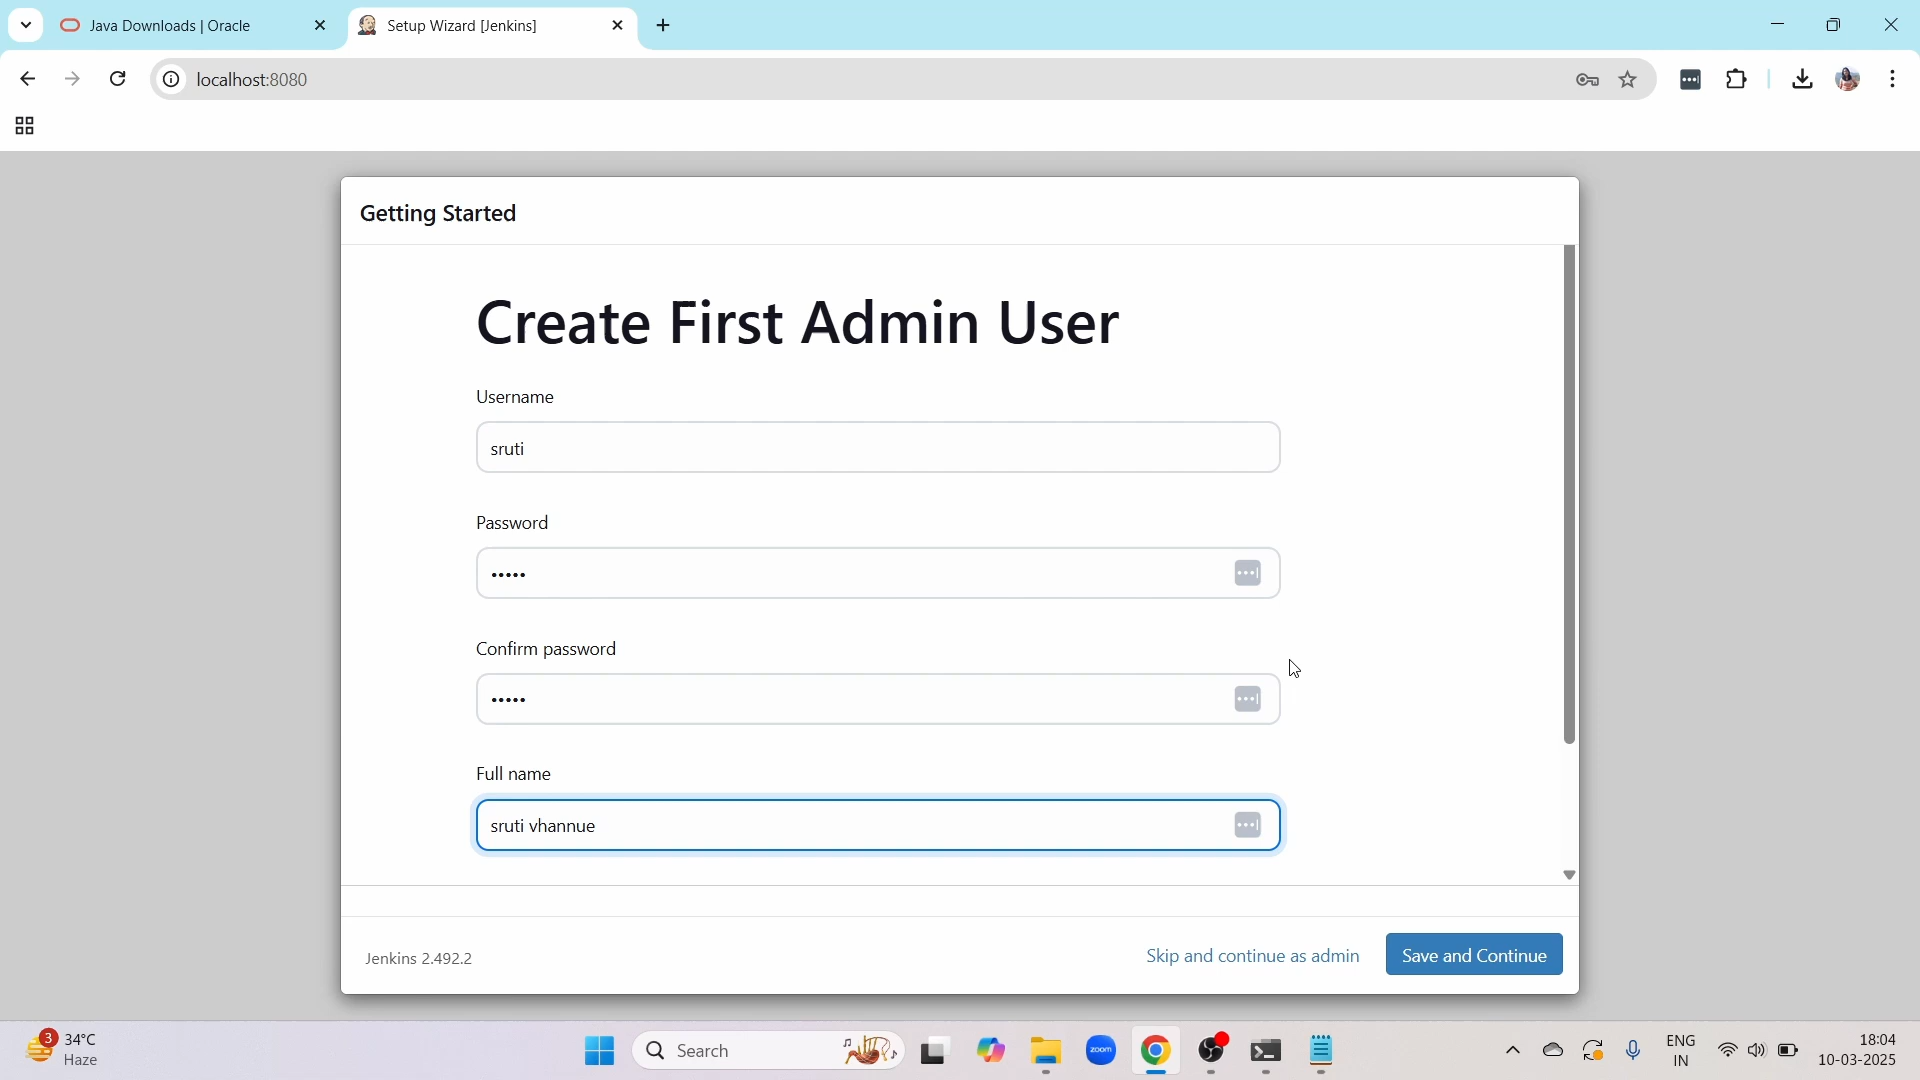 Java Downloads | Oracle
Setup Wizard [Jenkins]
localhost:8080
Getting Started
Create First Admin User
Username
sruti
Password
•••••
Confirm password
•••••
Full name
sruti vhannue
Jenkins 2.492.2
Skip and continue as admin
Save and Continue
3
34°C
Haze
Search
zoom
ENG
IN
18:04
10-03-2025